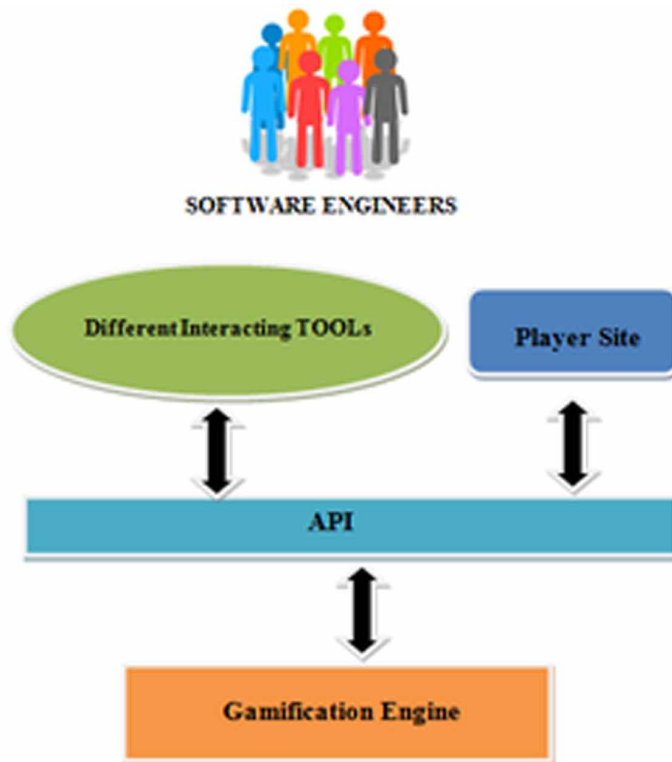 SOFTWARE ENGINEERS
Different Interacting TOOLs
Player Site
API
Gamification Engine